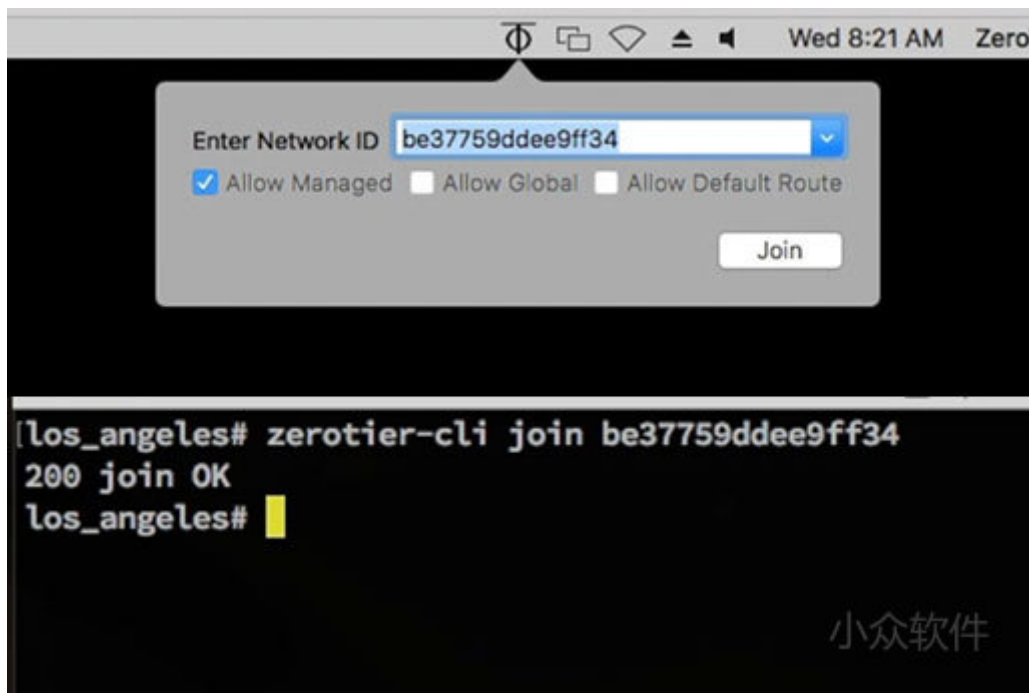 Wed 8:21 AM Zero
Enter Network ID be37759ddee9ff34
Allow Managed Allow Global Allow Default Route
Join
[los_angeles# zerotier-cli join be37759ddee9ff34
200 join OK
los_angeles#
小众软件